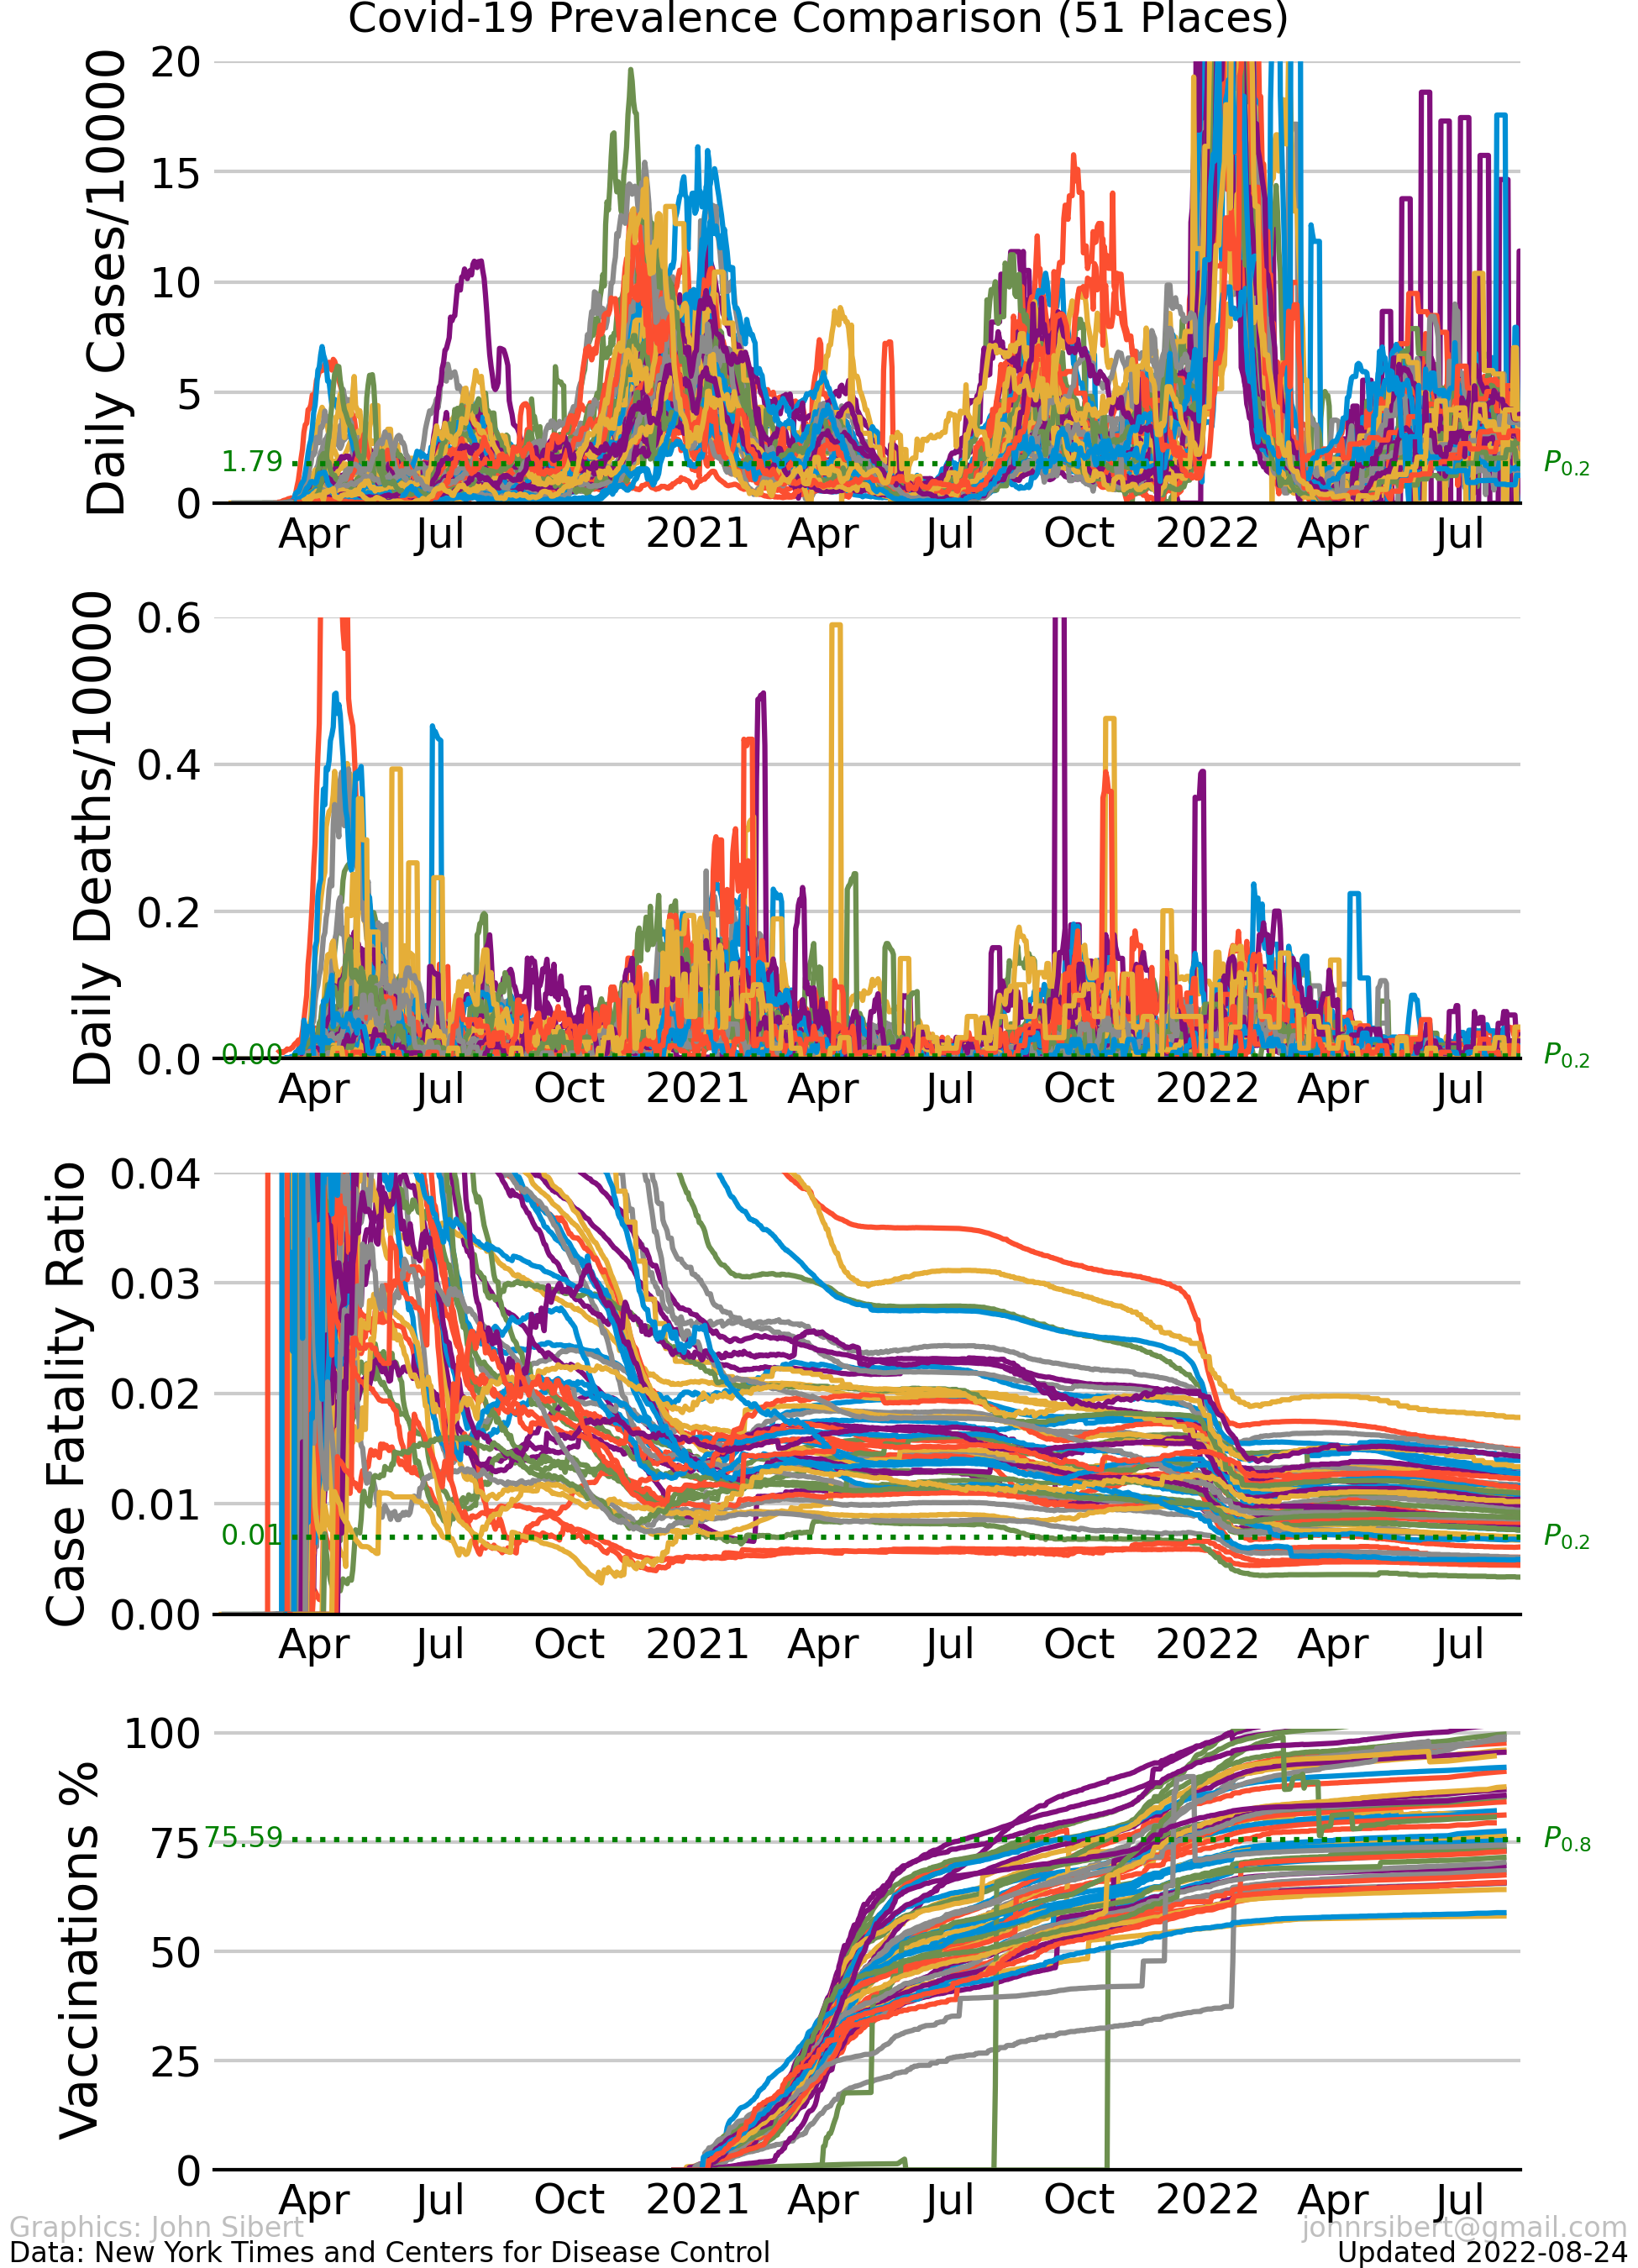 Covid-19 Prevalence Comparison (51 Places)
Daily Cases/10000
20
15
10
5
0
1.79
P0.2
Apr Jul Oct 2021 Apr Jul Oct 2022 Apr Jul
Daily Deaths/10000
0.6
0.4
0.2
0.0
0.00
P0.2
Apr Jul Oct 2021 Apr Jul Oct 2022 Apr Jul
Case Fatality Ratio
0.04
0.03
0.02
0.01
0.00
0.01
P0.2
Apr Jul Oct 2021 Apr Jul Oct 2022 Apr Jul
Vaccinations %
100
75
50
25
0
75.59
P0.8
Apr Jul Oct 2021 Apr Jul Oct 2022 Apr Jul
Graphics: John Sibert
johnrsibert@gmail.com
Data: New York Times and Centers for Disease Control
Updated 2022-08-24